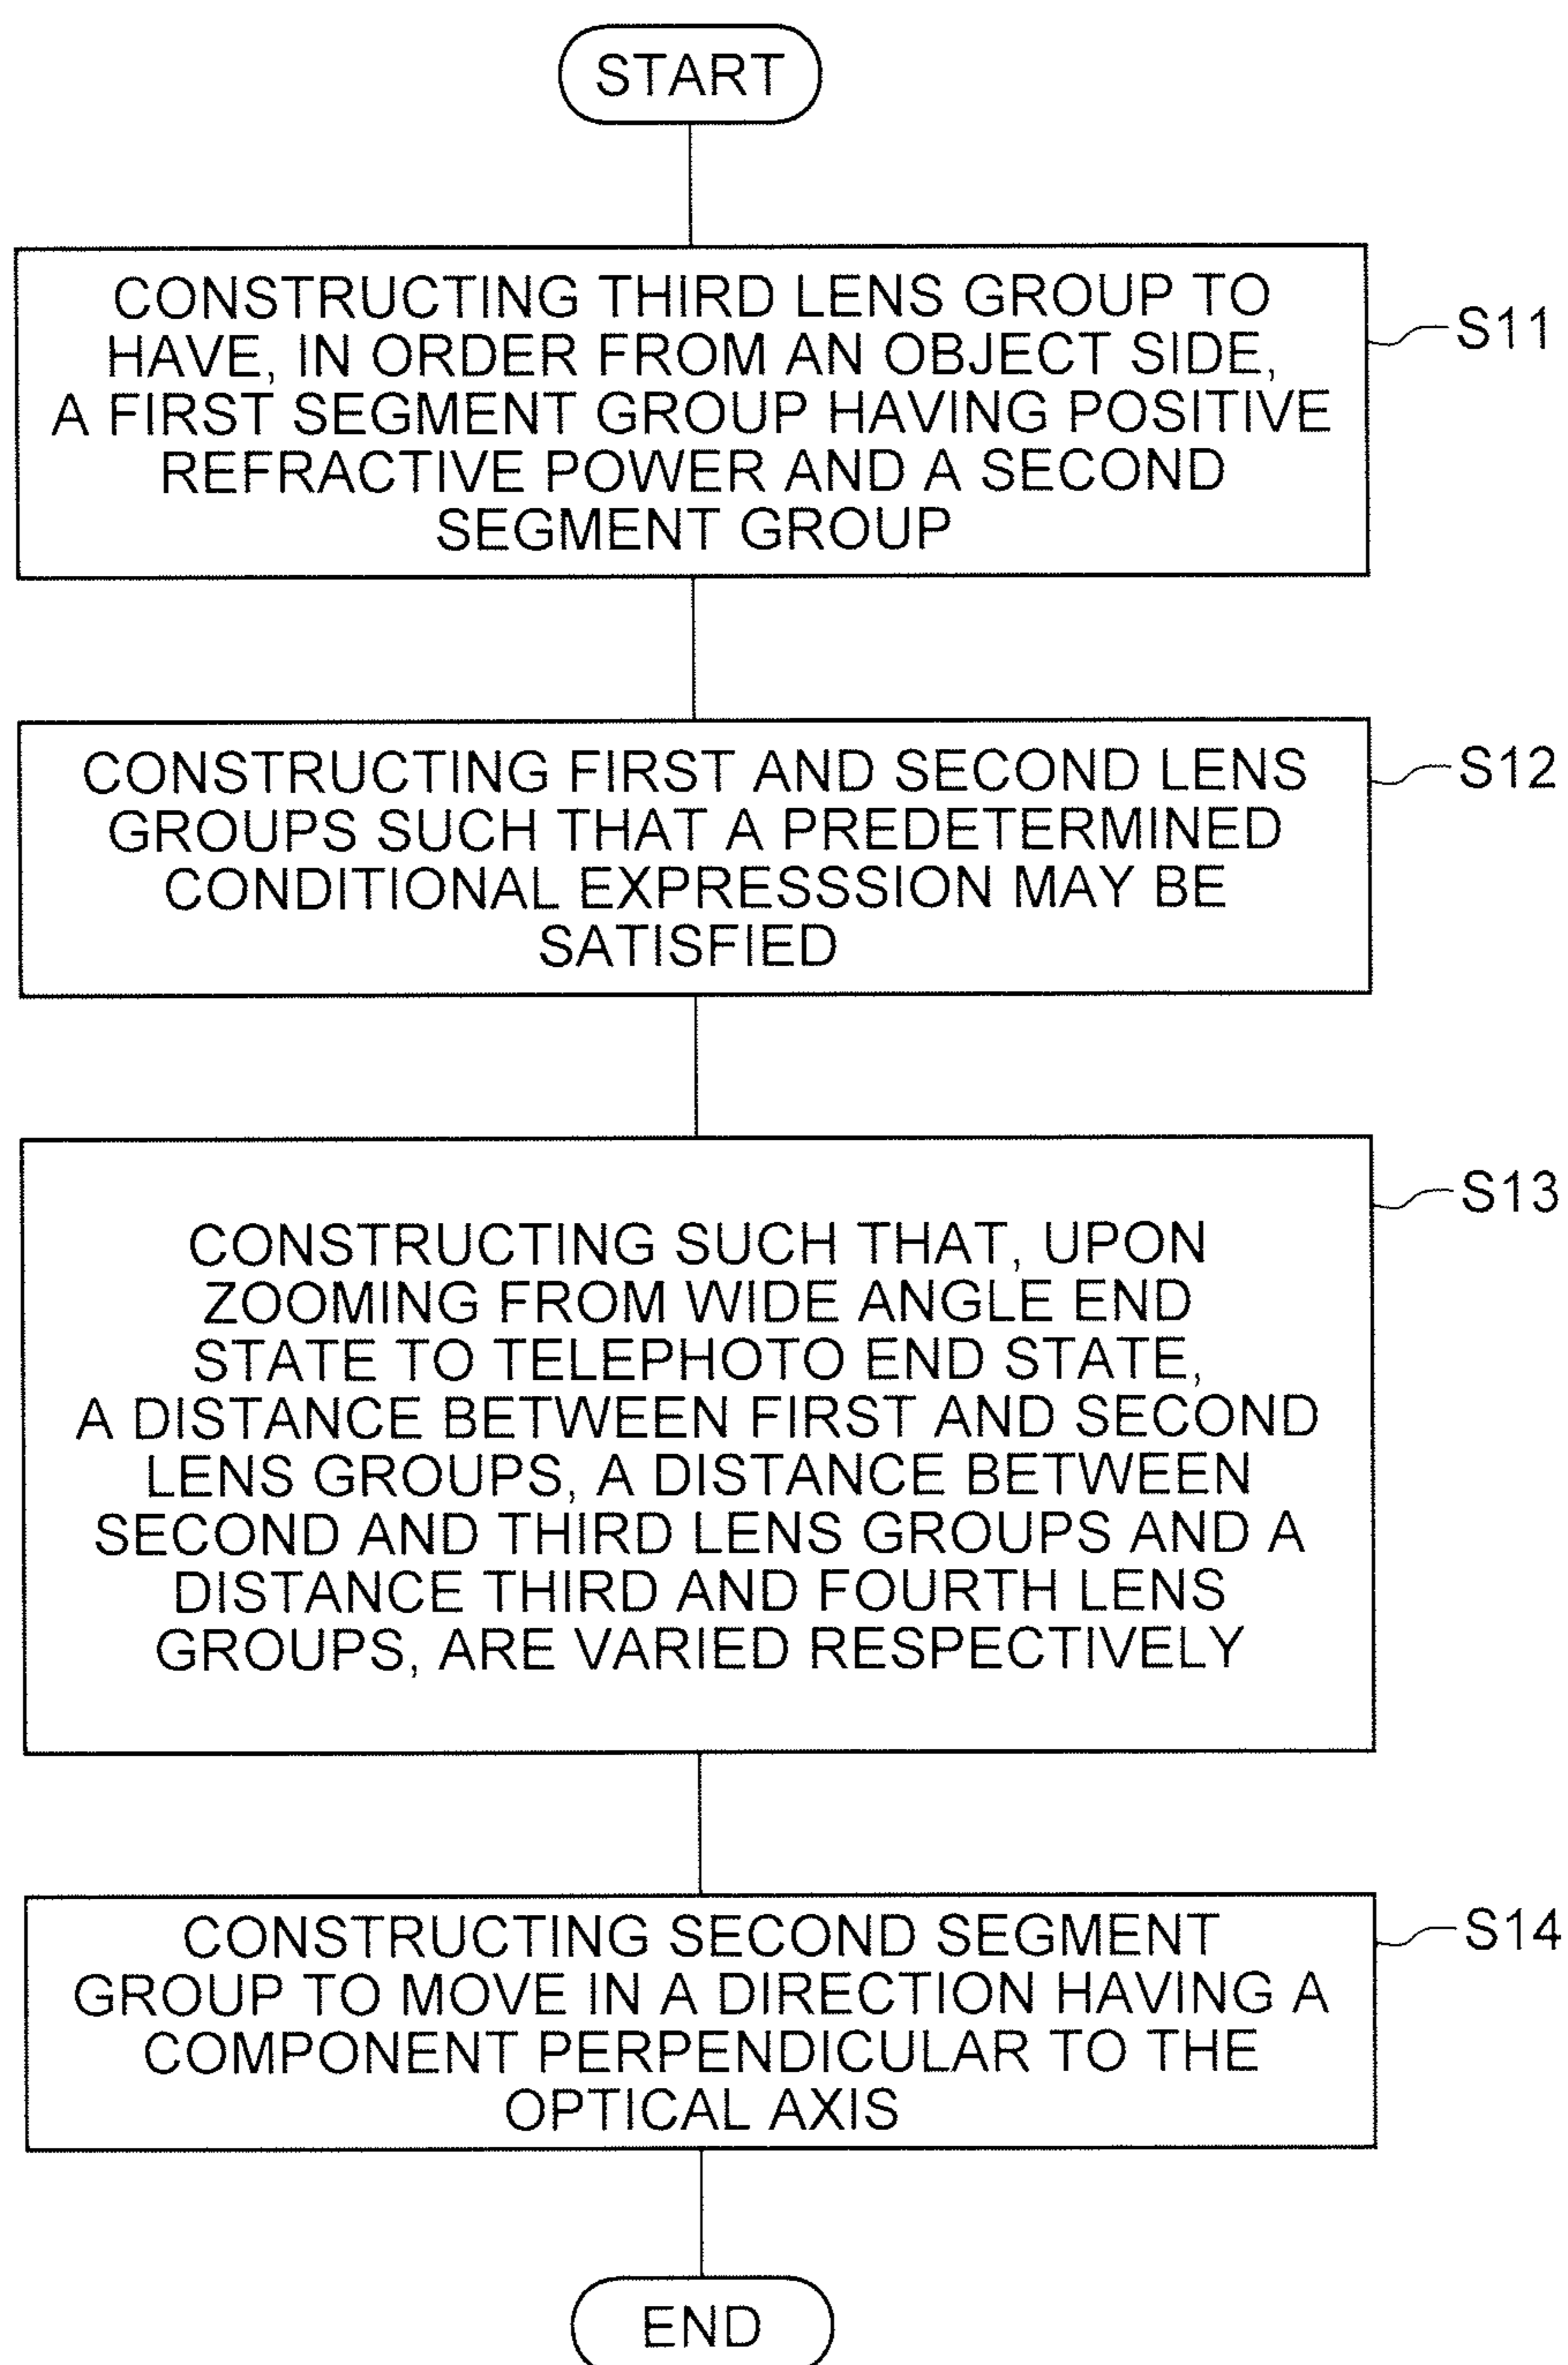 START
CONSTRUCTING THIRD LENS GROUP TO
HAVE, IN ORDER FROM AN OBJECT SIDE,
A FIRST SEGMENT GROUP HAVING POSITIVE
REFRACTIVE POWER AND A SECOND
SEGMENT GROUP
S11
CONSTRUCTING FIRST AND SECOND LENS
GROUPS SUCH THAT A PREDETERMINED
CONDITIONAL EXPRESSSION MAY BE
SATISFIED
S12
CONSTRUCTING SUCH THAT, UPON
ZOOMING FROM WIDE ANGLE END
STATE TO TELEPHOTO END STATE,
A DISTANCE BETWEEN FIRST AND SECOND
LENS GROUPS, A DISTANCE BETWEEN
SECOND AND THIRD LENS GROUPS AND A
DISTANCE THIRD AND FOURTH LENS
GROUPS, ARE VARIED RESPECTIVELY
S13
CONSTRUCTING SECOND SEGMENT
GROUP TO MOVE IN A DIRECTION HAVING A
COMPONENT PERPENDICULAR TO THE
OPTICAL AXIS
S14
END